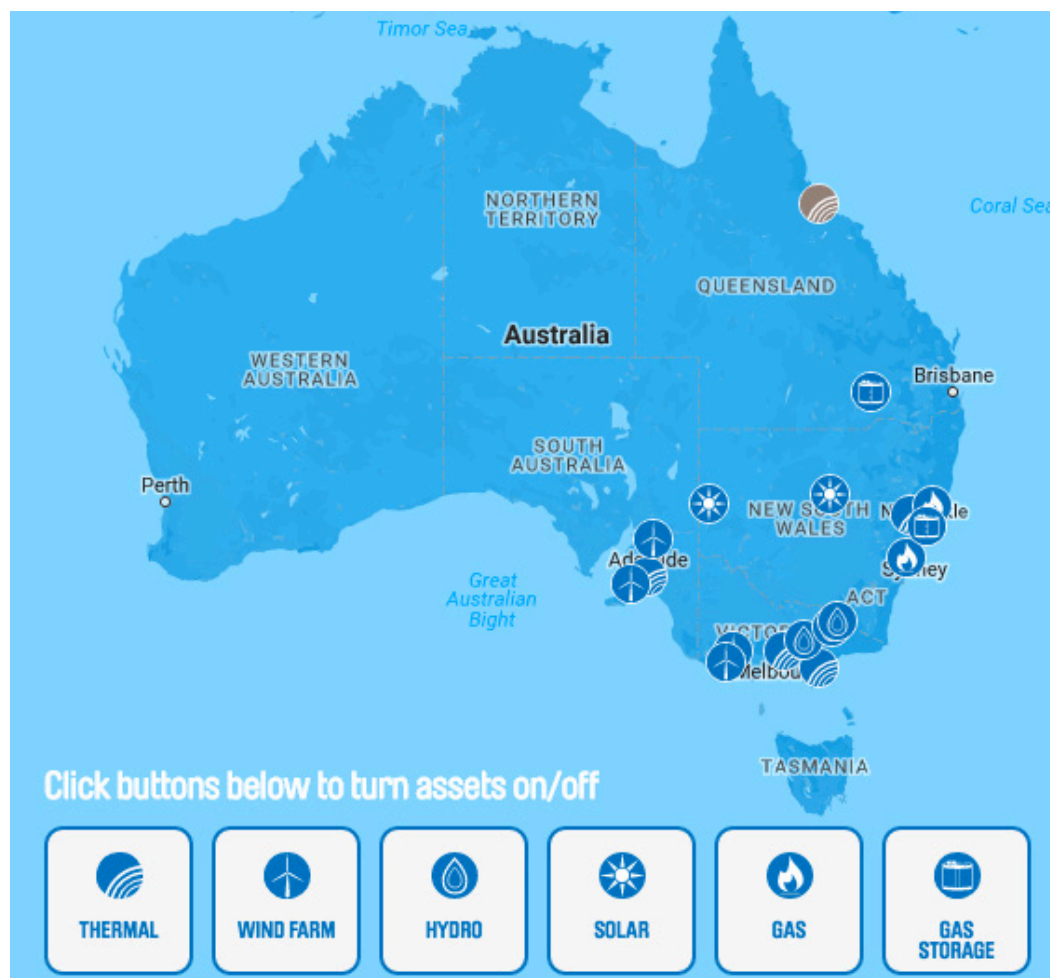 Timor Sea
NORTHERN
TERRITORY
Coral Sea
QUEENSLAND
Australia
WESTERN
AUSTRALIA
Brisbane
SOUTH
AUSTRALIA
Perth
NEW SOUTH
WALES
Great
Australian
Bight
ACT
TASMANIA
Click buttons below to turn assets on/off
THERMAL
WIND FARM
HYDRO
SOLAR
GAS
GAS
STORAGE